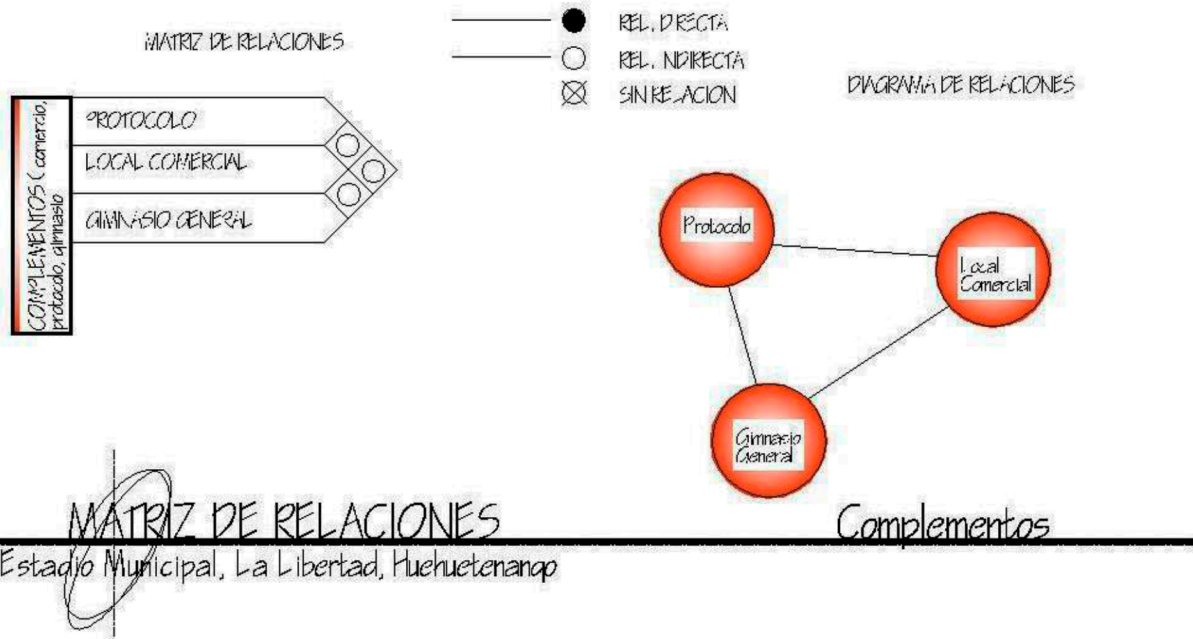 MATRIZ DE RELACIONES
REL. DIRECTA
REL. INDIRECTA
SIN RELACION
DIAGRAMA DE RELACIONES
COMPLEMENTOS ( comercio,
protocolo, gimnasio
PROTOCOLO
LOCAL COMERCIAL
GIMNASIO GENERAL
Protocolo
Local
Comercial
Gimnasio
General
MATRIZ DE RELACIONES
Complementos
Estadio Municipal, La Libertad, Huehuetenango